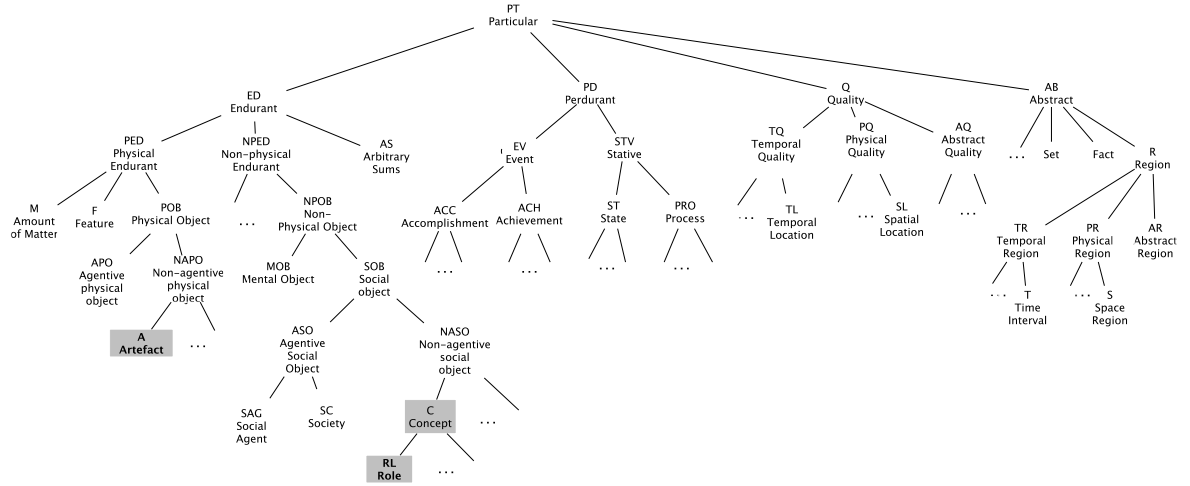 PT
Particular
ED
Endurant
PD
Perdurant
Q
Quality
AB
Abstract
PED
Physical
Endurant
NPED
Non-physical
Endurant
AS
Arbitrary
Sums
EV
Event
STV
Stative
TQ
Temporal
Quality
PQ
Physical
Quality
AQ
Abstract
Quality
...
Set
Fact
R
Region
M
Amount
of Matter
F
Feature
POB
Physical Object
...
NPOB
Non-
Physical Object
ACC
Accomplishment
ACH
Achievement
ST
State
PRO
Process
...
TL
Temporal
Location
...
SL
Spatial
Location
...
TR
Temporal
Region
PR
Physical
Region
AR
Abstract
Region
APO
Agentive
physical
object
NAPO
Non-agentive
physical
object
MOB
Mental Object
SOB
Social
object
...
...
...
...
...
T
Time
Interval
...
S
Space
Region
A
Artefact
...
ASO
Agentive
Social
Object
NASO
Non-agentive
social
object
SAG
Social
Agent
SC
Society
C
Concept
...
RL
Role
...